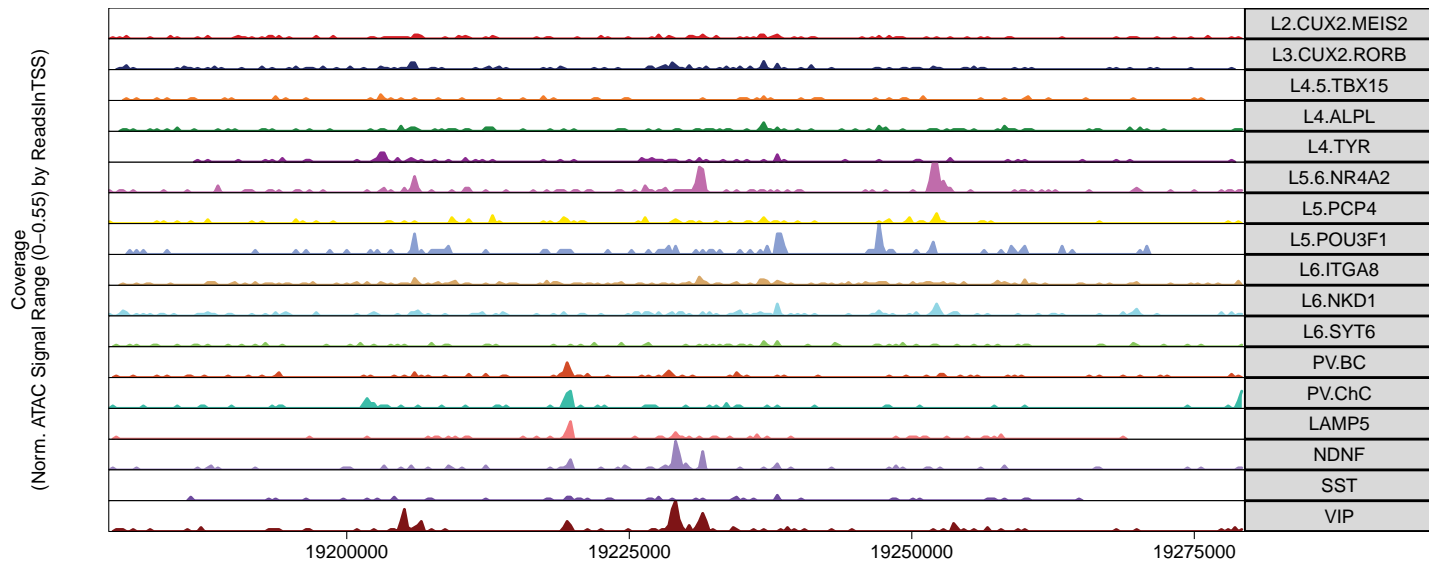 Coverage
(Norm. ATAC Signal Range (0−0.55) by ReadsInTSS)
L2.CUX2.MEIS2
L3.CUX2.RORB
L4.5.TBX15
L4.ALPL
L4.TYR
L5.6.NR4A2
L5.PCP4
L5.POU3F1
L6.ITGA8
L6.NKD1
L6.SYT6
PV.BC
PV.ChC
LAMP5
NDNF
SST
VIP
19200000 19225000 19250000 19275000